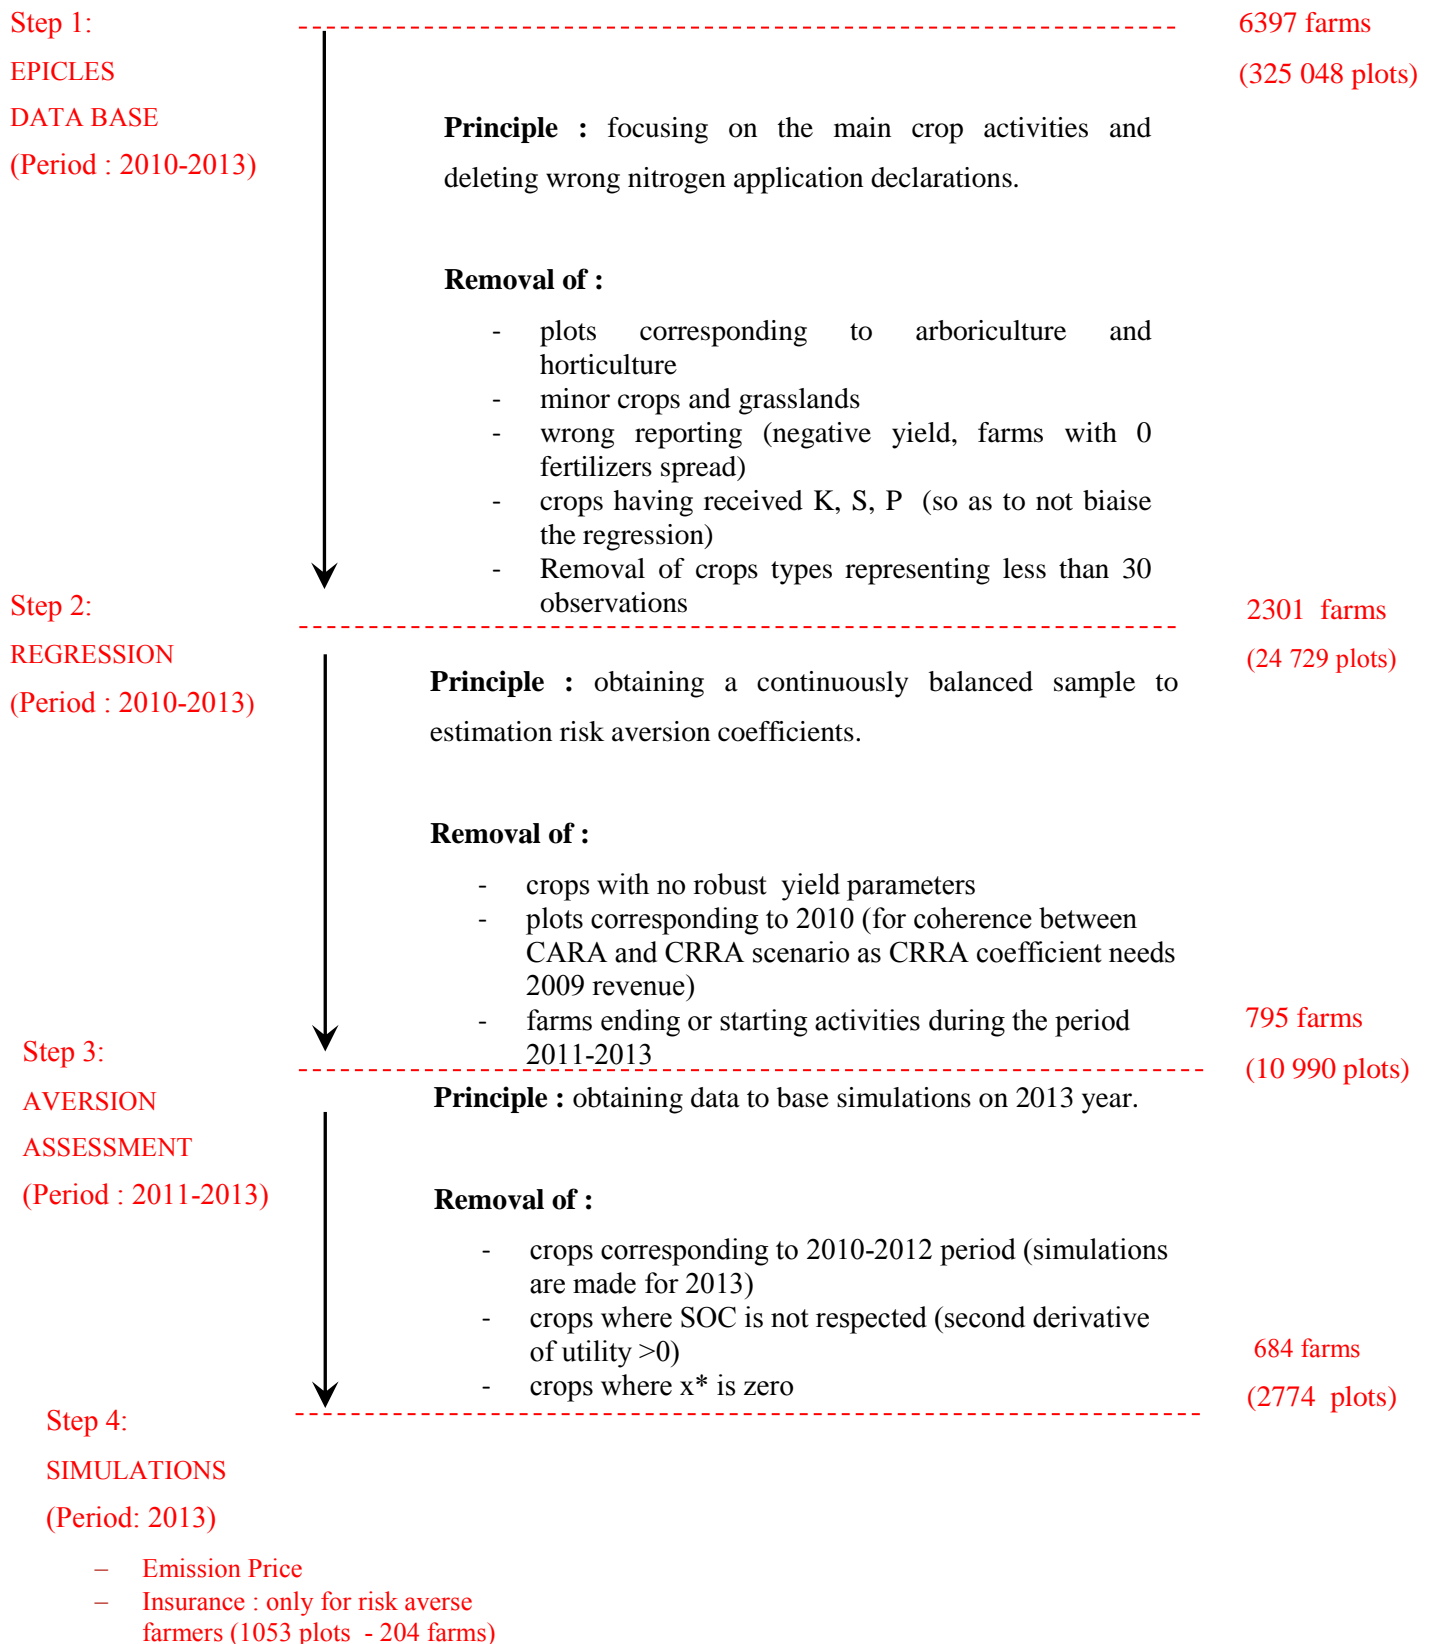 Step 1:
EPICLES
DATA BASE
(Period : 2010-2013)
6397 farms
(325 048 plots)
Principle : focusing on the main crop activities and
deleting wrong nitrogen application declarations.
Removal of :
- plots corresponding to arboriculture and
horticulture
- minor crops and grasslands
- wrong reporting (negative yield, farms with 0
fertilizers spread)
- crops having received K, S, P (so as to not biaise
the regression)
- Removal of crops types representing less than 30
observations
Step 2:
REGRESSION
(Period : 2010-2013)
2301 farms
(24 729 plots)
Principle : obtaining a continuously balanced sample to
estimation risk aversion coefficients.
Removal of :
- crops with no robust yield parameters
- plots corresponding to 2010 (for coherence between
CARA and CRRA scenario as CRRA coefficient needs
2009 revenue)
- farms ending or starting activities during the period
2011-2013
Step 3:
AVERSION
ASSESSMENT
(Period : 2011-2013)
795 farms
(10 990 plots)
Principle : obtaining data to base simulations on 2013 year.
Removal of :
- crops corresponding to 2010-2012 period (simulations
are made for 2013)
- crops where SOC is not respected (second derivative
of utility >0)
- crops where x* is zero
684 farms
(2774 plots)
Step 4:
SIMULATIONS
(Period: 2013)
– Emission Price
– Insurance : only for risk averse
farmers (1053 plots - 204 farms)